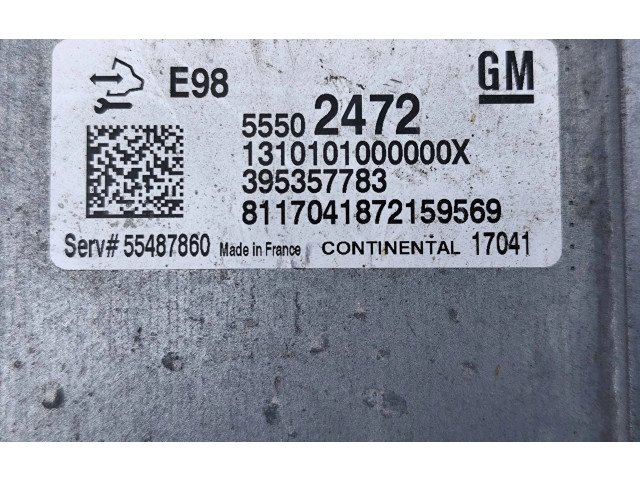 E98 GM
5550 2472
1310101000000X
395357783
8117041872159569
Serv# 55487860 Made in France CONTINENTAL 17041